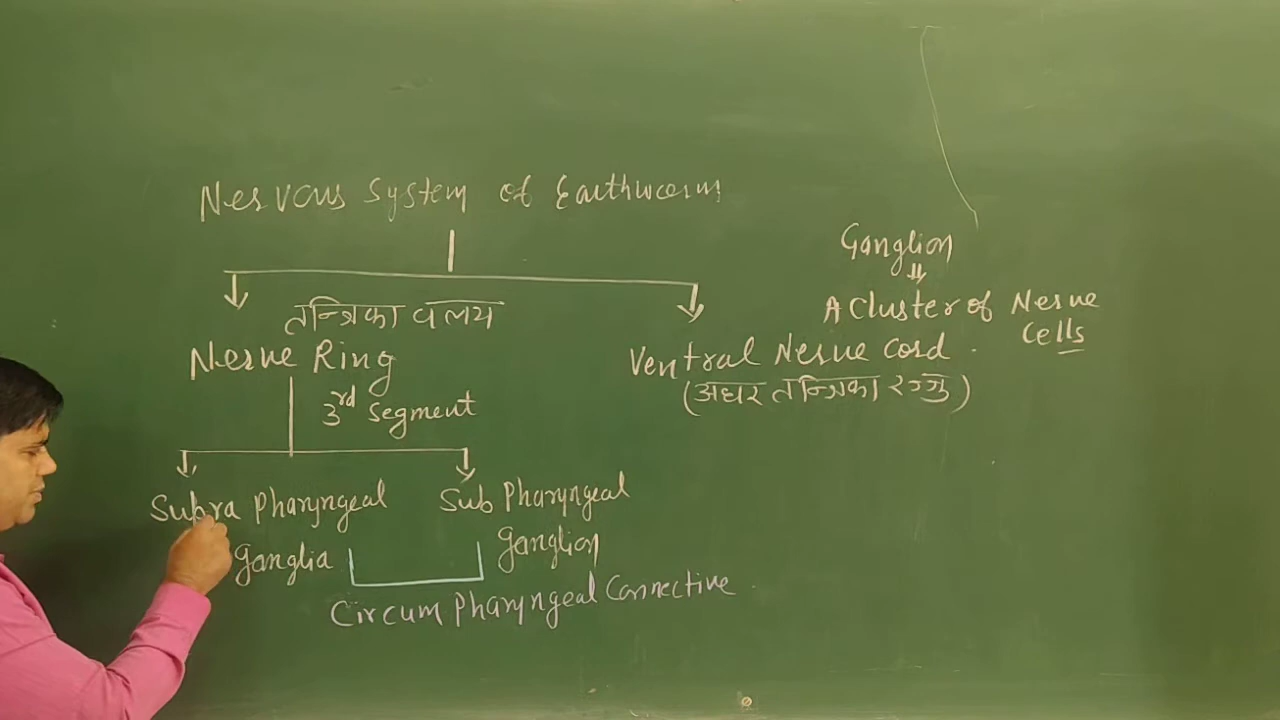 Nervous System of Earthworm
तन्त्रिका वलय
Nerve Ring
3rd Segment
Supra Pharyngeal
Ganglia
Sub Pharyngeal
Ganglion
Circum Pharyngeal Connective
Ventral Nerve Cord
(अधर तन्त्रिका रज्जु)
Ganglion
A Cluster of Nerve
Cells